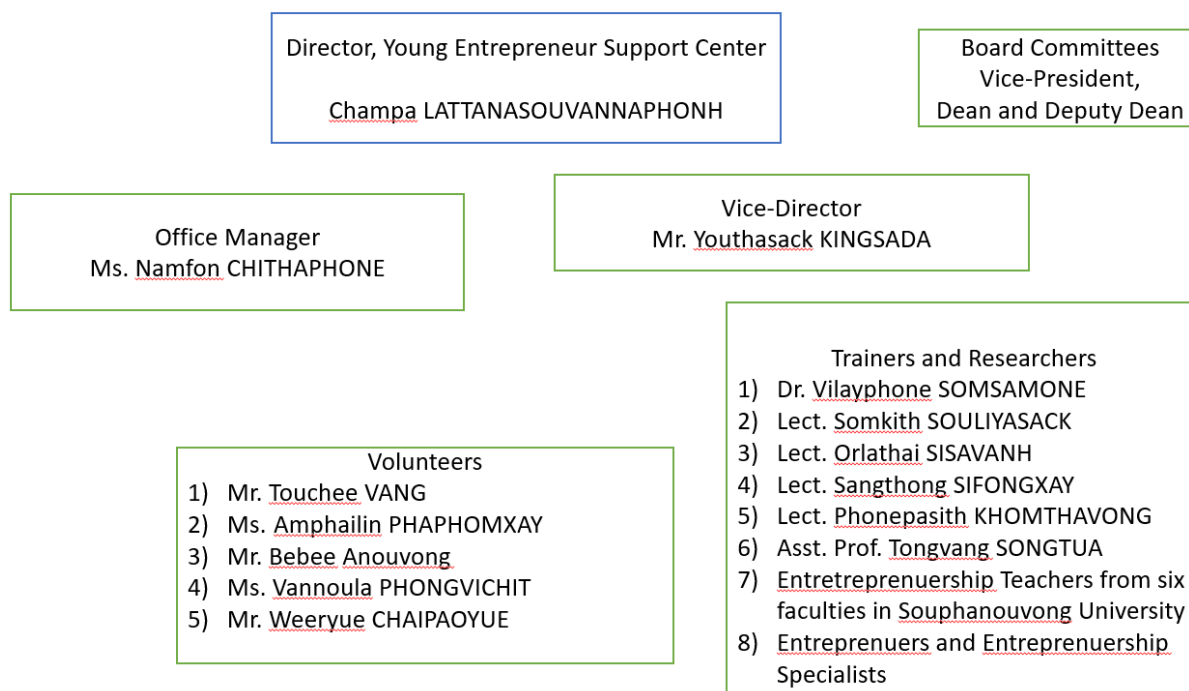 Director, Young Entrepreneur Support Center
Champa LATTANASOUVANNAPHONH
Board Committees
Vice-President,
Dean and Deputy Dean
Office Manager
Ms. Namfon CHITHAPHONE
Vice-Director
Mr. Youthasack KINGSADA
Volunteers
1) Mr. Touchee VANG
2) Ms. Amphailin PHAPHOMXAY
3) Mr. Bebee Anouvong
4) Ms. Vannoula PHONGVICHIT
5) Mr. Weeryue CHAIPAOYUE
Trainers and Researchers
1) Dr. Vilayphone SOMSAMONE
2) Lect. Somkith SOULIYASACK
3) Lect. Orlathai SISAVANH
4) Lect. Sangthong SIFONGXAY
5) Lect. Phonepasith KHOMTHAVONG
6) Asst. Prof. Tongvang SONGTUA
7) Entretreprenuership Teachers from six
faculties in Souphanouvong University
8) Entreprenuers and Entreprenuership
Specialists